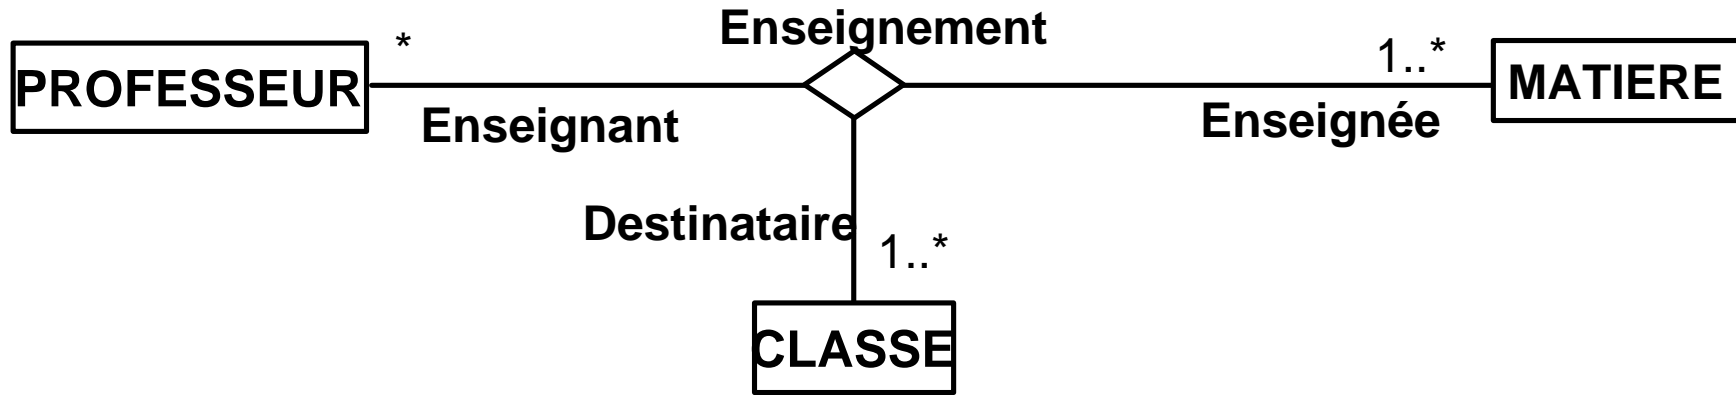 Enseignement
* 1..*
PROFESSEUR MATIERE
Enseignant Enseignée
Destinataire
1..*
CLASSE